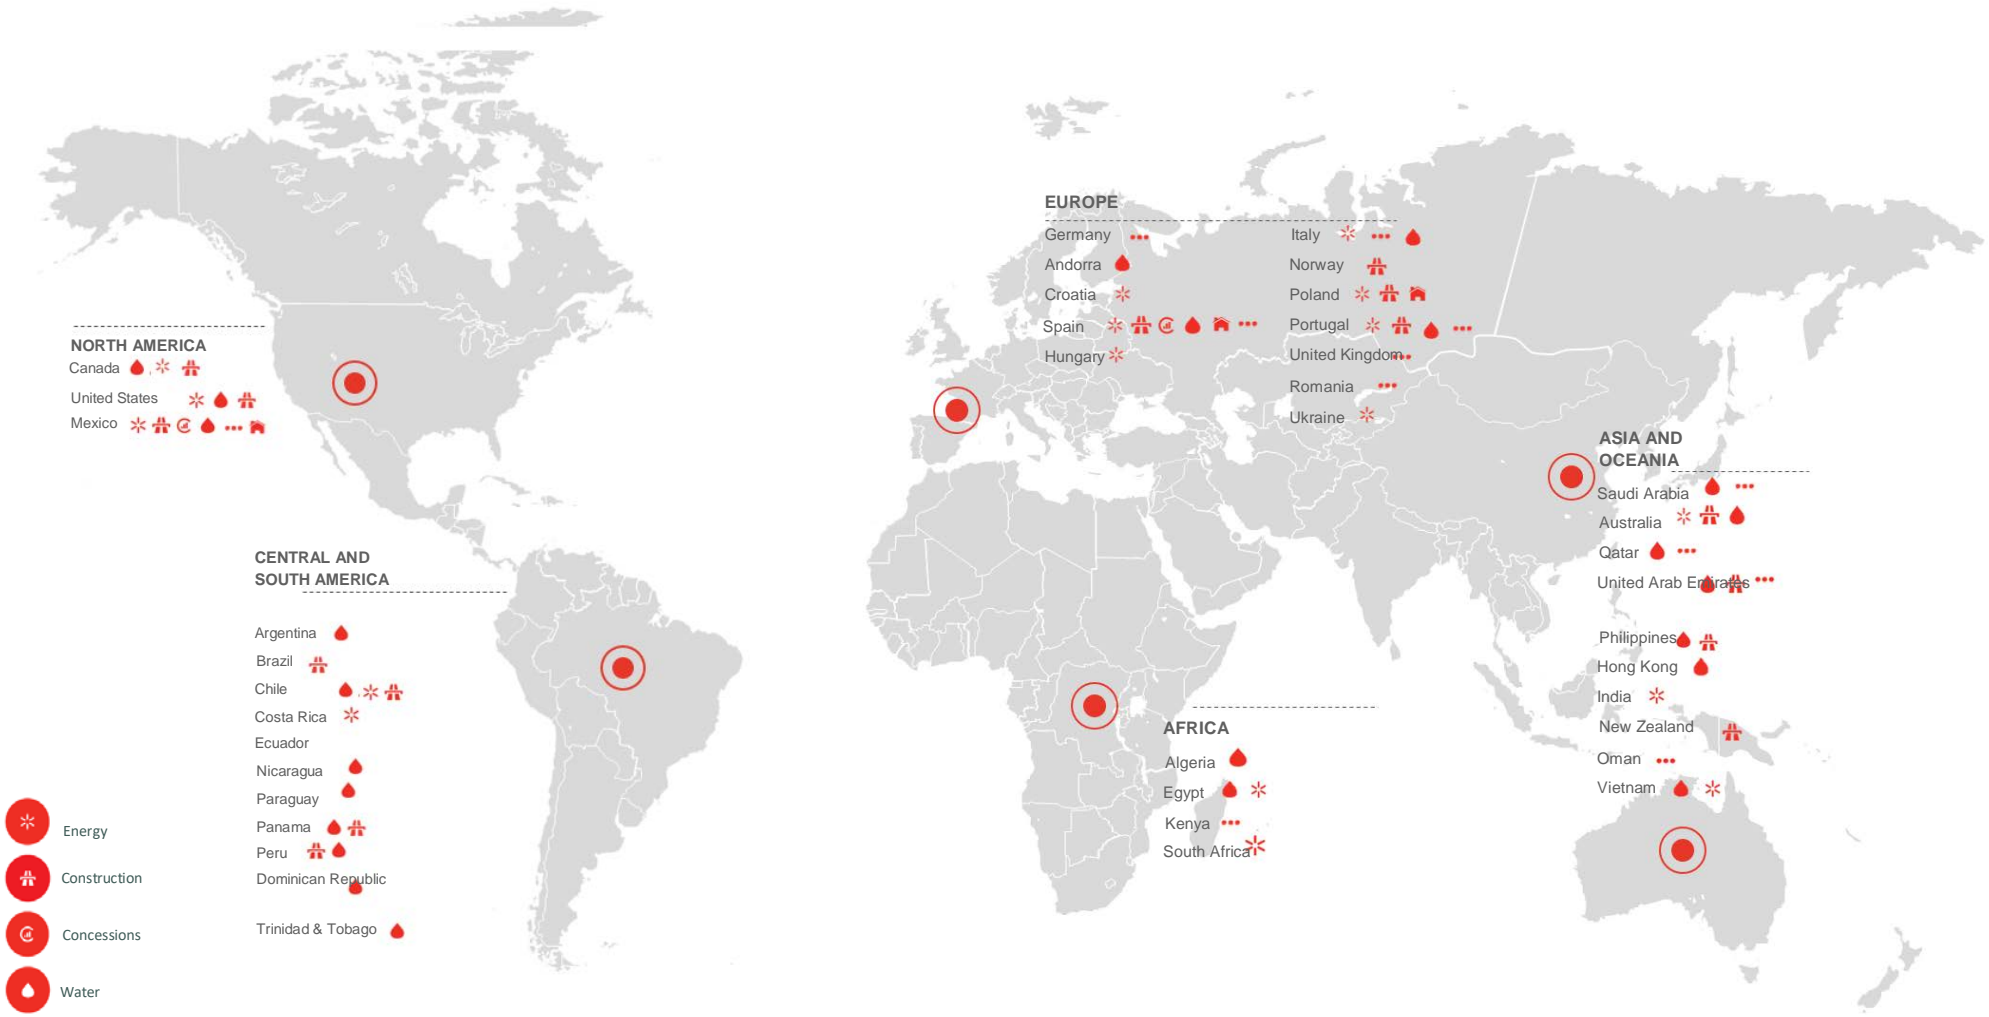 EUROPE
Germany
Andorra
Croatia
Spain
Hungary
Italy
Norway
Poland
Portugal
United Kingdom
Romania
Ukraine
NORTH AMERICA
Canada
United States
Mexico
ASIA AND
OCEANIA
Saudi Arabia
Australia
Qatar
United Arab Emirates
Philippines
Hong Kong
India
New Zealand
Oman
Vietnam
CENTRAL AND
SOUTH AMERICA
Argentina
Brazil
Chile
Costa Rica
Ecuador
Nicaragua
Paraguay
Panama
Peru
Dominican Republic
Trinidad & Tobago
AFRICA
Algeria
Egypt
Kenya
South Africa
Energy
Construction
Concessions
Water